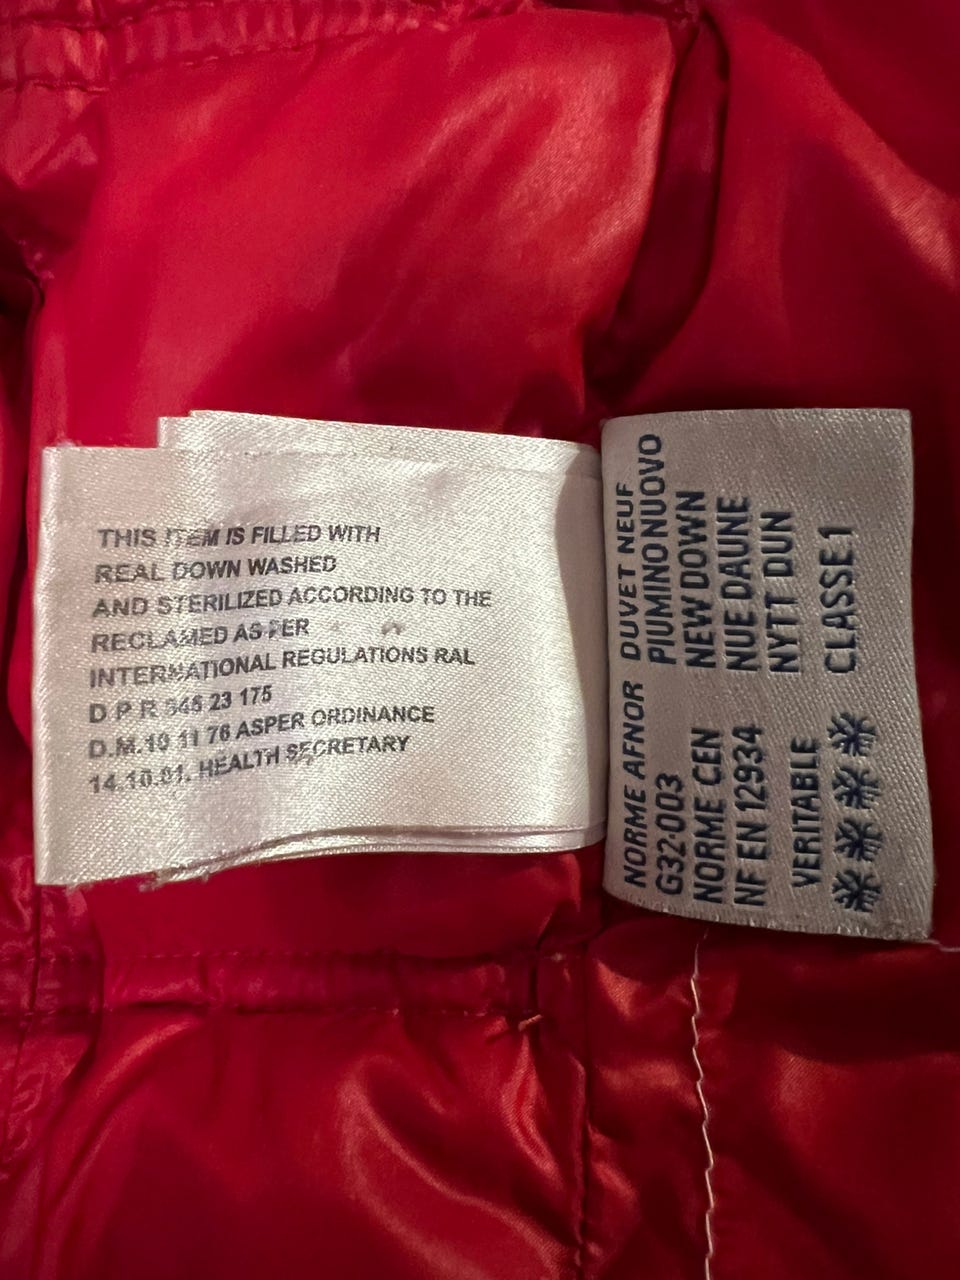 THIS ITEM IS FILLED WITH
REAL DOWN WASHED
AND STERILIZED ACCORDING TO THE
RECLAMED AS PER
INTERNATIONAL REGULATIONS RAL
D P R 845 23 175
D.M.10 11 76 ASPER ORDINANCE
14.10.01. HEALTH SECRETARY
NORME AFNOR DUVET NEUF
G32-003 PIUMINO NUOVO
NORME CEN NEW DOWN
NF EN 12934 NUE DAUNE
NYTT DUN
VERITABLE CLASSE.1